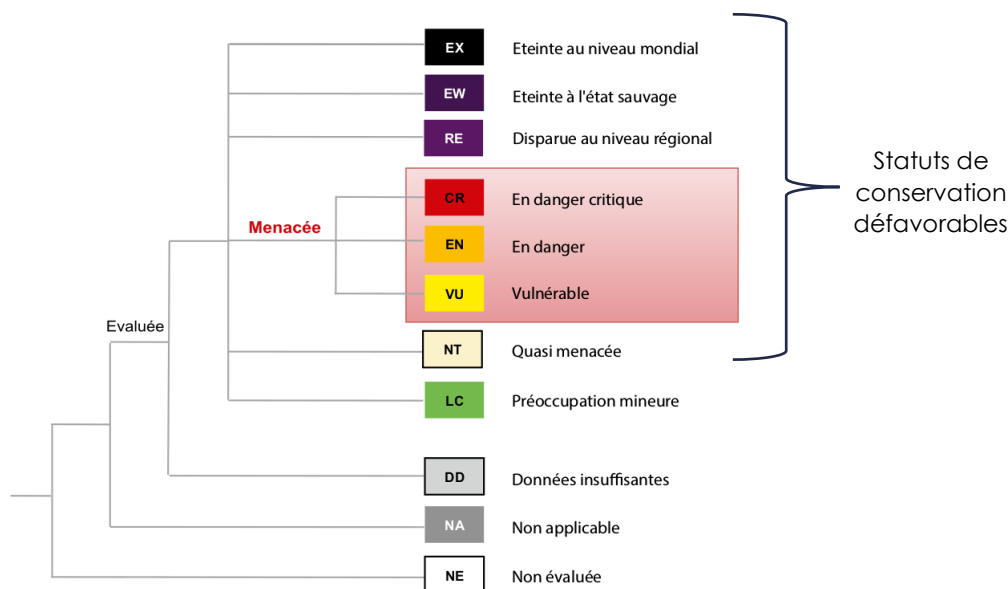 EX Eteinte au niveau mondial
EW Eteinte à l'état sauvage
RE Disparue au niveau régional
Statuts de
conservation
défavorables
CR En danger critique
Menacée
EN En danger
VU Vulnérable
Evaluée
NT Quasi menacée
LC Préoccupation mineure
DD Données insuffisantes
NA Non applicable
NE Non évaluée